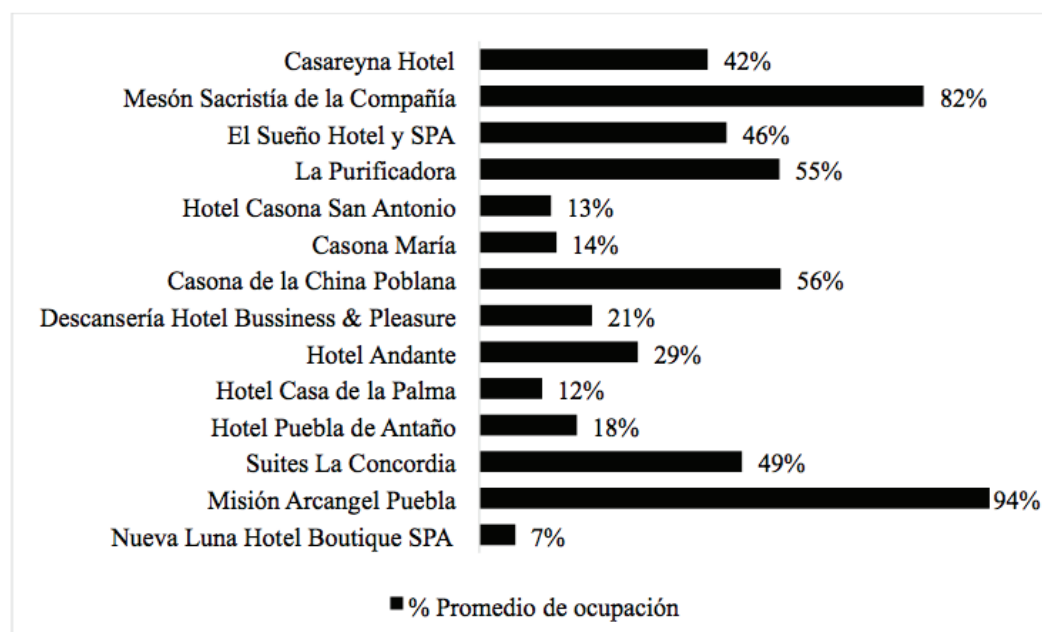 Casareyna Hotel 42%
Mesón Sacristía de la Compañía 82%
El Sueño Hotel y SPA 46%
La Purificadora 55%
Hotel Casona San Antonio 13%
Casona María 14%
Casona de la China Poblana 56%
Descansería Hotel Bussiness & Pleasure 21%
Hotel Andante 29%
Hotel Casa de la Palma 12%
Hotel Puebla de Antaño 18%
Suites La Concordia 49%
Misión Arcangel Puebla 94%
Nueva Luna Hotel Boutique SPA 7%
% Promedio de ocupación